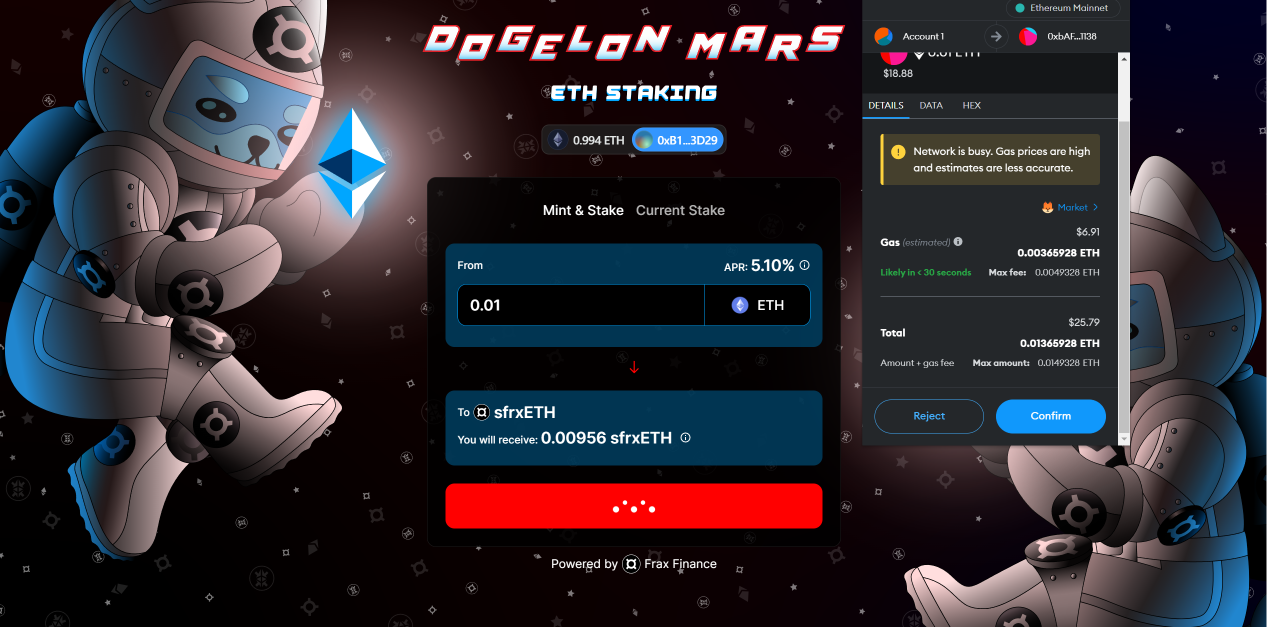 DOGELON MARS
ETH STAKING
0.994 ETH 0xB1...3D29
Mint & Stake Current Stake
From
APR: 5.10%
0.01 ETH
To sfrxETH
You will receive: 0.00956 sfrxETH
Powered by Frax Finance
Ethereum Mainnet
Account 1 0xbAF...1138
0.01 ETH
$18.88
DETAILS DATA HEX
Network is busy. Gas prices are high
and estimates are less accurate.
Market
$6.91
Gas (estimated)
0.00365928 ETH
Likely in < 30 seconds Max fee: 0.0049328 ETH
$25.79
Total
0.01365928 ETH
Amount + gas fee Max amount: 0.0149328 ETH
Reject Confirm